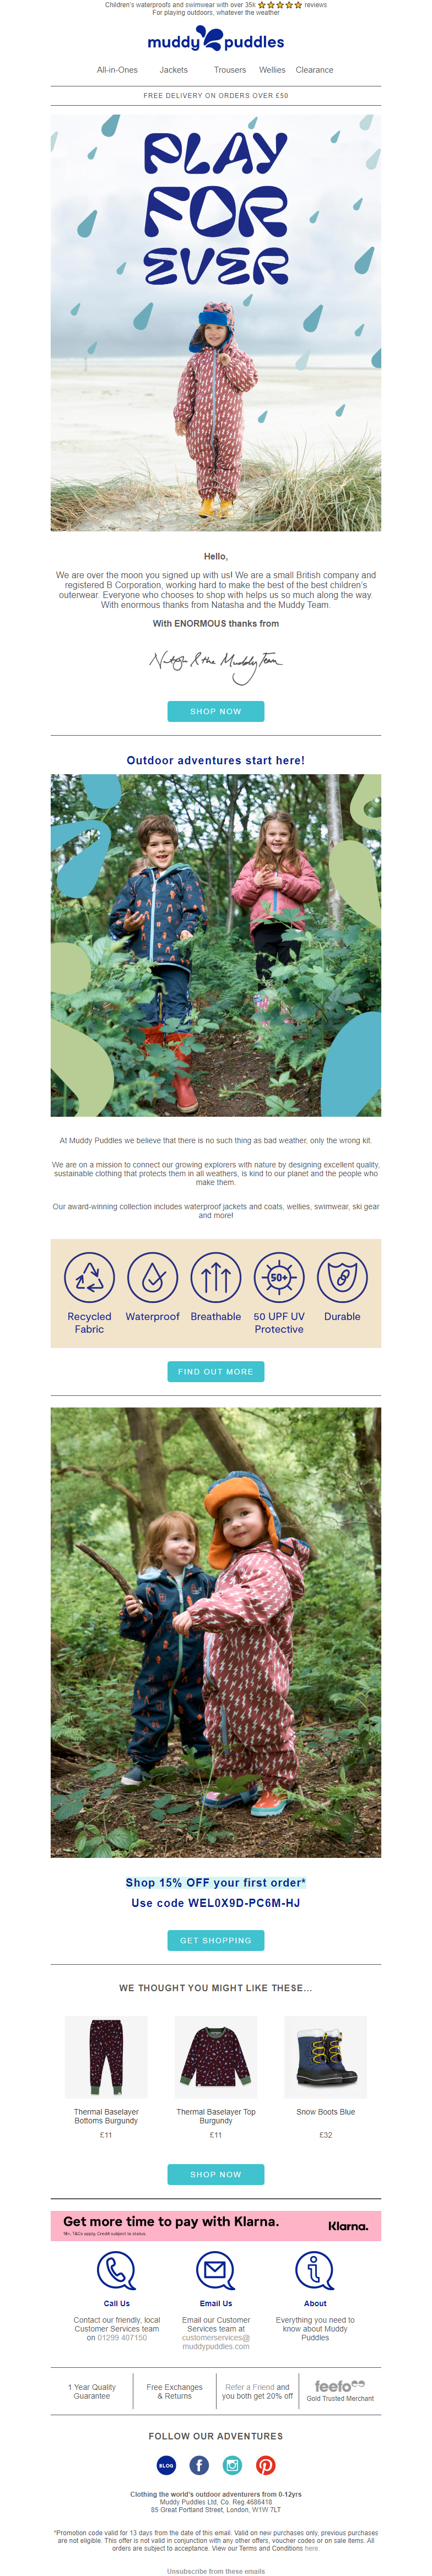 Children's waterproofs and swimwear with over 35k ⭐⭐⭐⭐⭐ reviews
For playing outdoors, whatever the weather
muddy puddles
All-in-Ones Jackets Trousers Wellies Clearance
FREE DELIVERY ON ORDERS OVER £50
PLAY
FOR
EVER
Hello,
We are over the moon you signed up with us! We are a small British company and
registered B Corporation, working hard to make the best of the best children's
outerwear. Everyone who chooses to shop with helps us so much along the way.
With enormous thanks from Natasha and the Muddy Team.
With ENORMOUS thanks from
Natasha & the Muddy Team
SHOP NOW
Outdoor adventures start here!
At Muddy Puddles we believe that there is no such thing as bad weather, only the wrong kit.
We are on a mission to connect our growing explorers with nature by designing excellent quality,
sustainable clothing that protects them in all weathers, is kind to our planet and the people who
make them.
Our award-winning collection includes waterproof jackets and coats, wellies, swimwear, ski gear
and more!
50+
Recycled
Fabric
Waterproof
Breathable
50 UPF UV
Protective
Durable
FIND OUT MORE
Shop 15% OFF your first order*
Use code WEL0X9D-PC6M-HJ
GET SHOPPING
WE THOUGHT YOU MIGHT LIKE THESE...
Thermal Baselayer
Bottoms Burgundy
£11
Thermal Baselayer Top
Burgundy
£11
Snow Boots Blue
£32
SHOP NOW
Get more time to pay with Klarna.
18+, T&Cs apply. Credit subject to status.
Klarna.
Call Us
Contact our friendly, local
Customer Services team
on 01299 407150
Email Us
Email our Customer
Services team at
customerservices@
muddypuddles.com
About
Everything you need to
know about Muddy
Puddles
1 Year Quality
Guarantee
Free Exchanges
& Returns
Refer a Friend and
you both get 20% off
feefo
Gold Trusted Merchant
FOLLOW OUR ADVENTURES
BLOG
Clothing the world's outdoor adventurers from 0-12yrs
Muddy Puddles Ltd, Co. Reg.4686418
85 Great Portland Street, London, W1W 7LT
*Promotion code valid for 13 days from the date of this email. Valid on new purchases only, previous purchases
are not eligible. This offer is not valid in conjunction with any other offers, voucher codes or on sale items. All
orders are subject to acceptance. View our Terms and Conditions here.
Unsubscribe from these emails